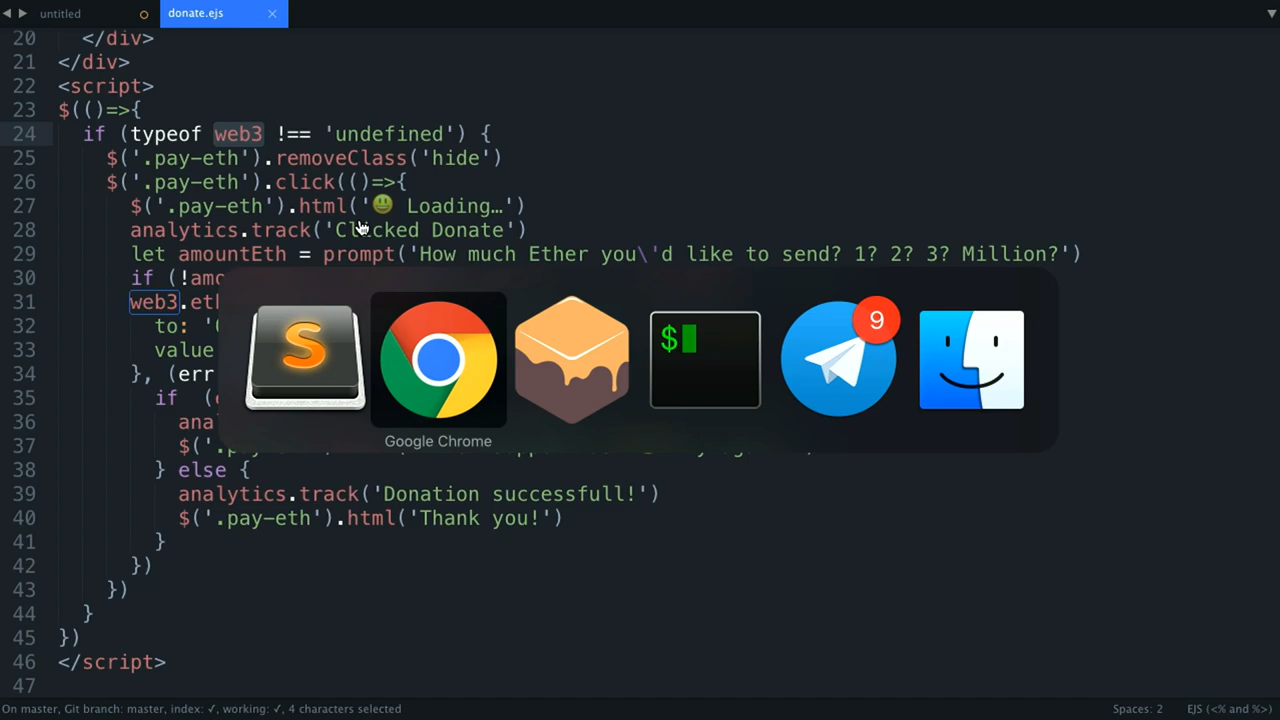 untitled
donate.ejs
20 </div>
21 </div>
22 <script>
23 $(()=>{
24 if (typeof web3 !== 'undefined') {
25 $('.pay-eth').removeClass('hide')
26 $('.pay-eth').click(()=>{
27 $('.pay-eth').html('😃 Loading…')
28 analytics.track('Clicked Donate')
29 let amountEth = prompt('How much Ether you\'d like to send? 1? 2? 3? Million?')
30 if (!amo
31 web3.et
32 to: '
33 value
34 }, (err
35 if (
36 ana
37 $('.
38 } else {
39 analytics.track('Donation successfull!')
40 $('.pay-eth').html('Thank you!')
41 }
42 })
43 })
44 }
45 })
46 </script>
47
$
9
Google Chrome
On master, Git branch: master, index: ✓, working: ✓, 4 characters selected
Spaces: 2
EJS (<% and %>)